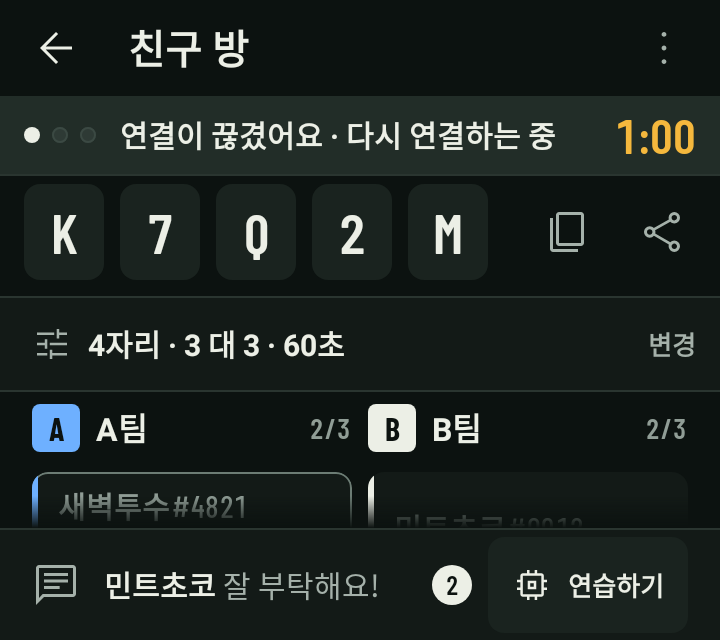 친구 방
연결이 끊겼어요 · 다시 연결하는 중 1:00
K 7 Q 2 M
4자리 · 3 대 3 · 60초 변경
A A팀 2/3 B B팀 2/3
새벽투수#4821
민트초코 잘 부탁해요! 2 연습하기